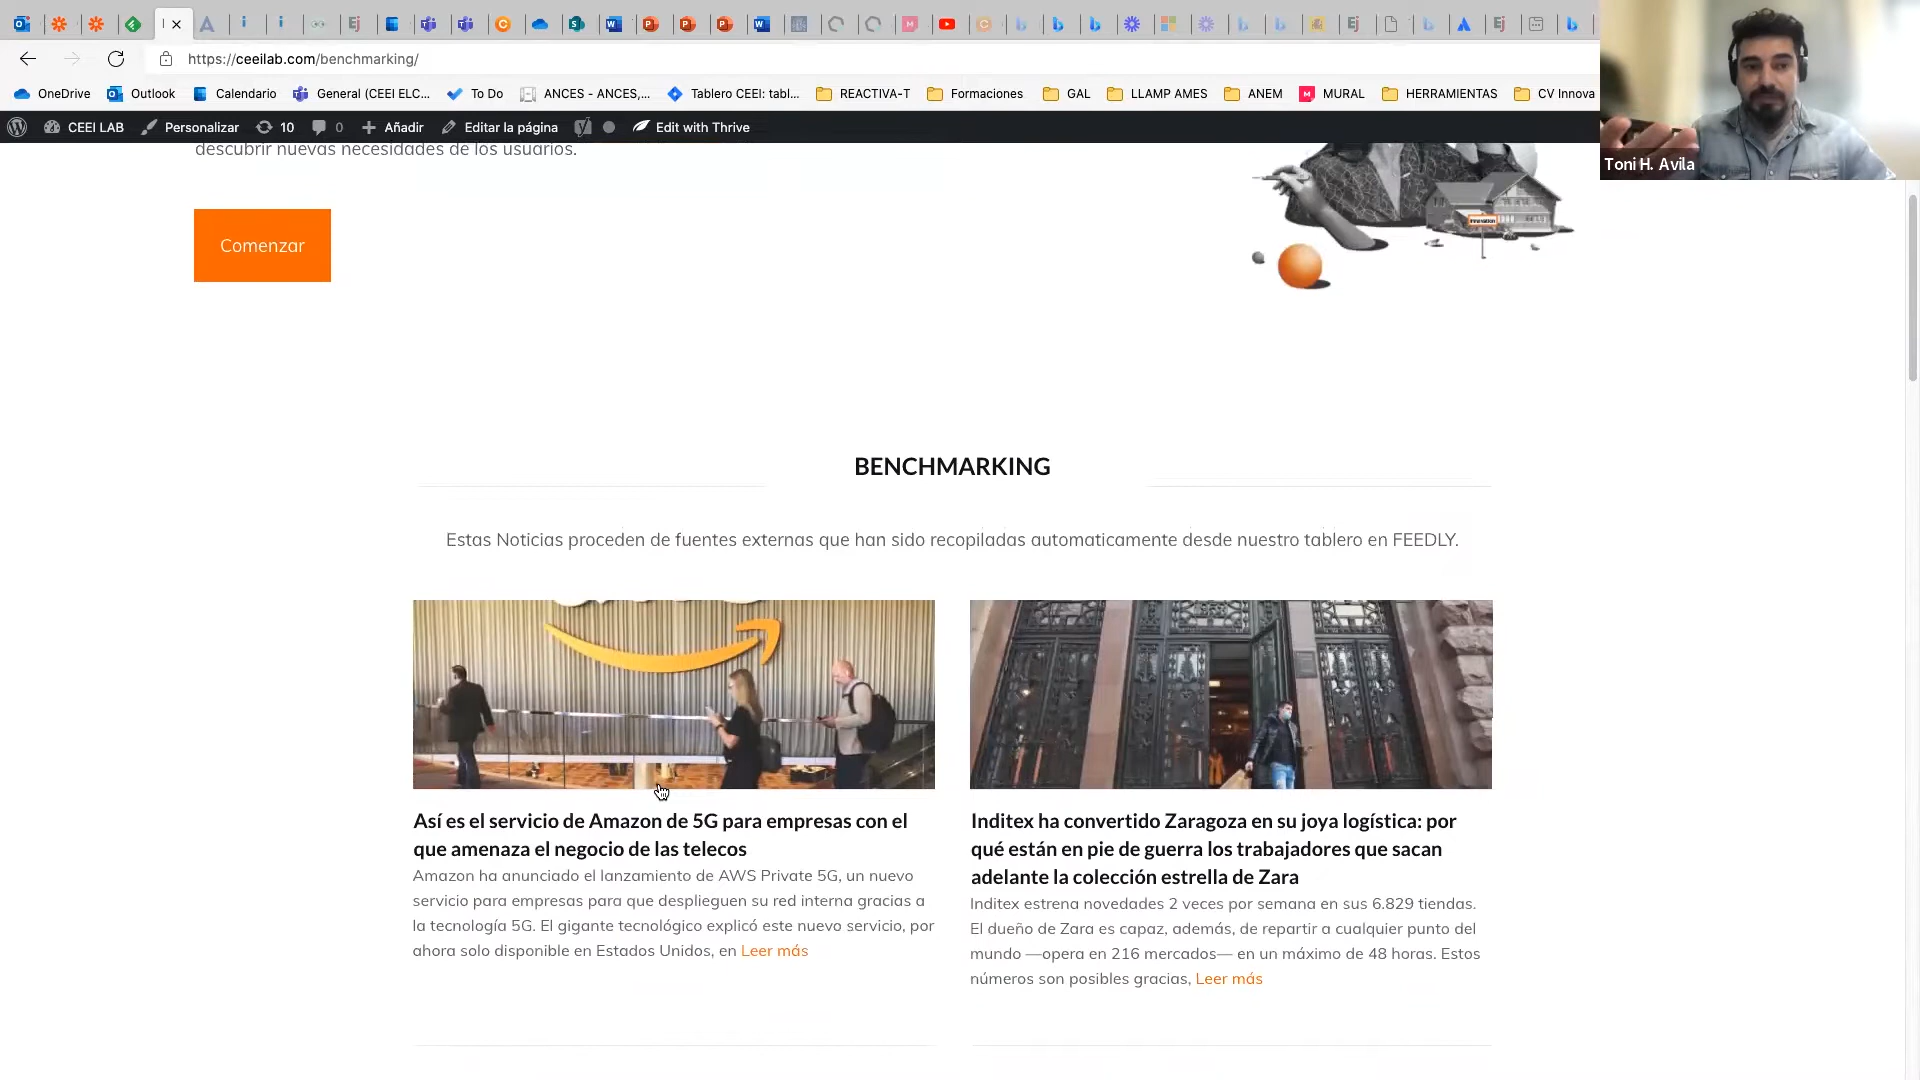 https://ceeilab.com/benchmarking/
OneDrive
Outlook
Calendario
General (CEEI ELC...
To Do
ANCES - ANCES,...
Tablero CEEI: tabl...
REACTIVA-T
Formaciones
GAL
LLAMP AMES
ANEM
MURAL
HERRAMIENTAS
CV Innova
CEEI LAB
Personalizar
10
0
Añadir
Editar la página
Edit with Thrive
Toni H. Avila
descubrir nuevas necesidades de los usuarios.
Comenzar
Innovation
BENCHMARKING
Estas Noticias proceden de fuentes externas que han sido recopiladas automaticamente desde nuestro tablero en FEEDLY.
Así es el servicio de Amazon de 5G para empresas con el
que amenaza el negocio de las telecos
Amazon ha anunciado el lanzamiento de AWS Private 5G, un nuevo
servicio para empresas para que desplieguen su red interna gracias a
la tecnología 5G. El gigante tecnológico explicó este nuevo servicio, por
ahora solo disponible en Estados Unidos, en Leer más
Inditex ha convertido Zaragoza en su joya logística: por
qué están en pie de guerra los trabajadores que sacan
adelante la colección estrella de Zara
Inditex estrena novedades 2 veces por semana en sus 6.829 tiendas.
El dueño de Zara es capaz, además, de repartir a cualquier punto del
mundo —opera en 216 mercados— en un máximo de 48 horas. Estos
números son posibles gracias, Leer más